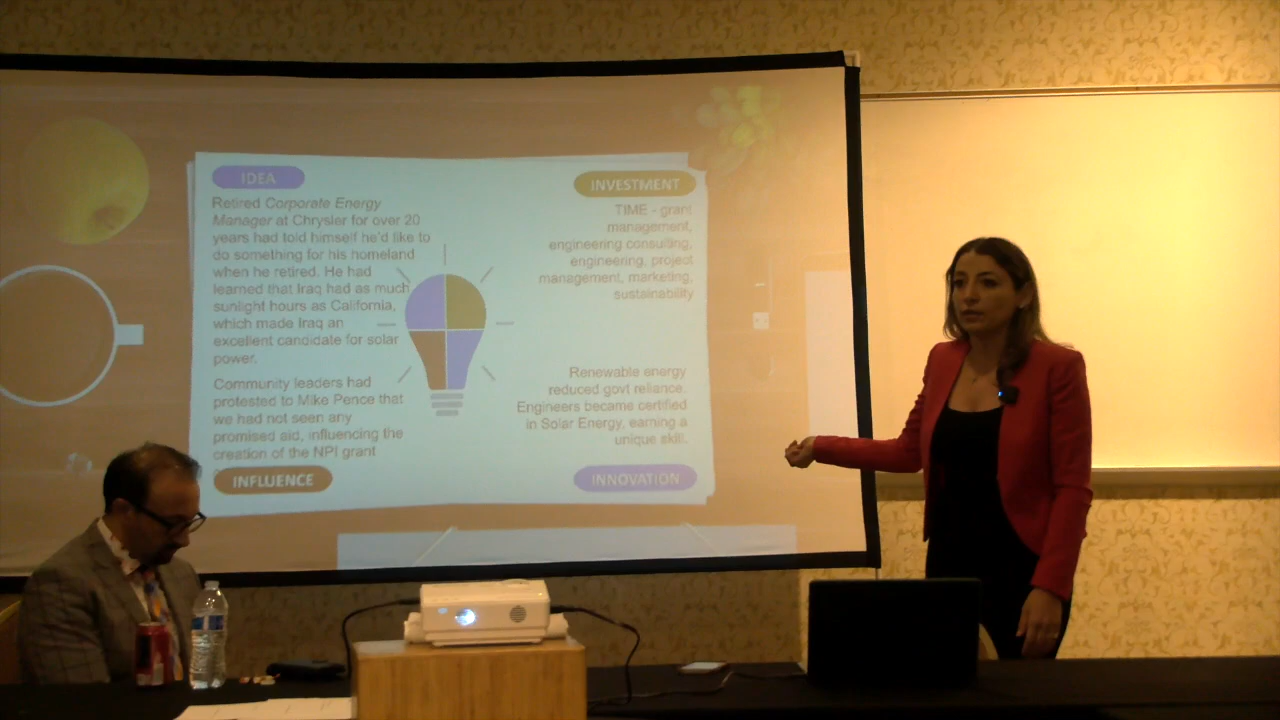 IDEA
Retired Corporate Energy
Manager at Chrysler for over 20
years had told himself he'd like to
do something for his homeland
when he retired. He had
learned that Iraq had as much
sunlight hours as California,
which made Iraq an
excellent candidate for solar
power.
Community leaders had
protested to Mike Pence that
we had not seen any
promised aid, influencing the
creation of the NPI grant
INFLUENCE
INVESTMENT
TIME - grant
management,
engineering consulting,
engineering, project
management, marketing,
sustainability
Renewable energy
reduced govt reliance.
Engineers became certified
in Solar Energy, earning a
unique skill.
INNOVATION